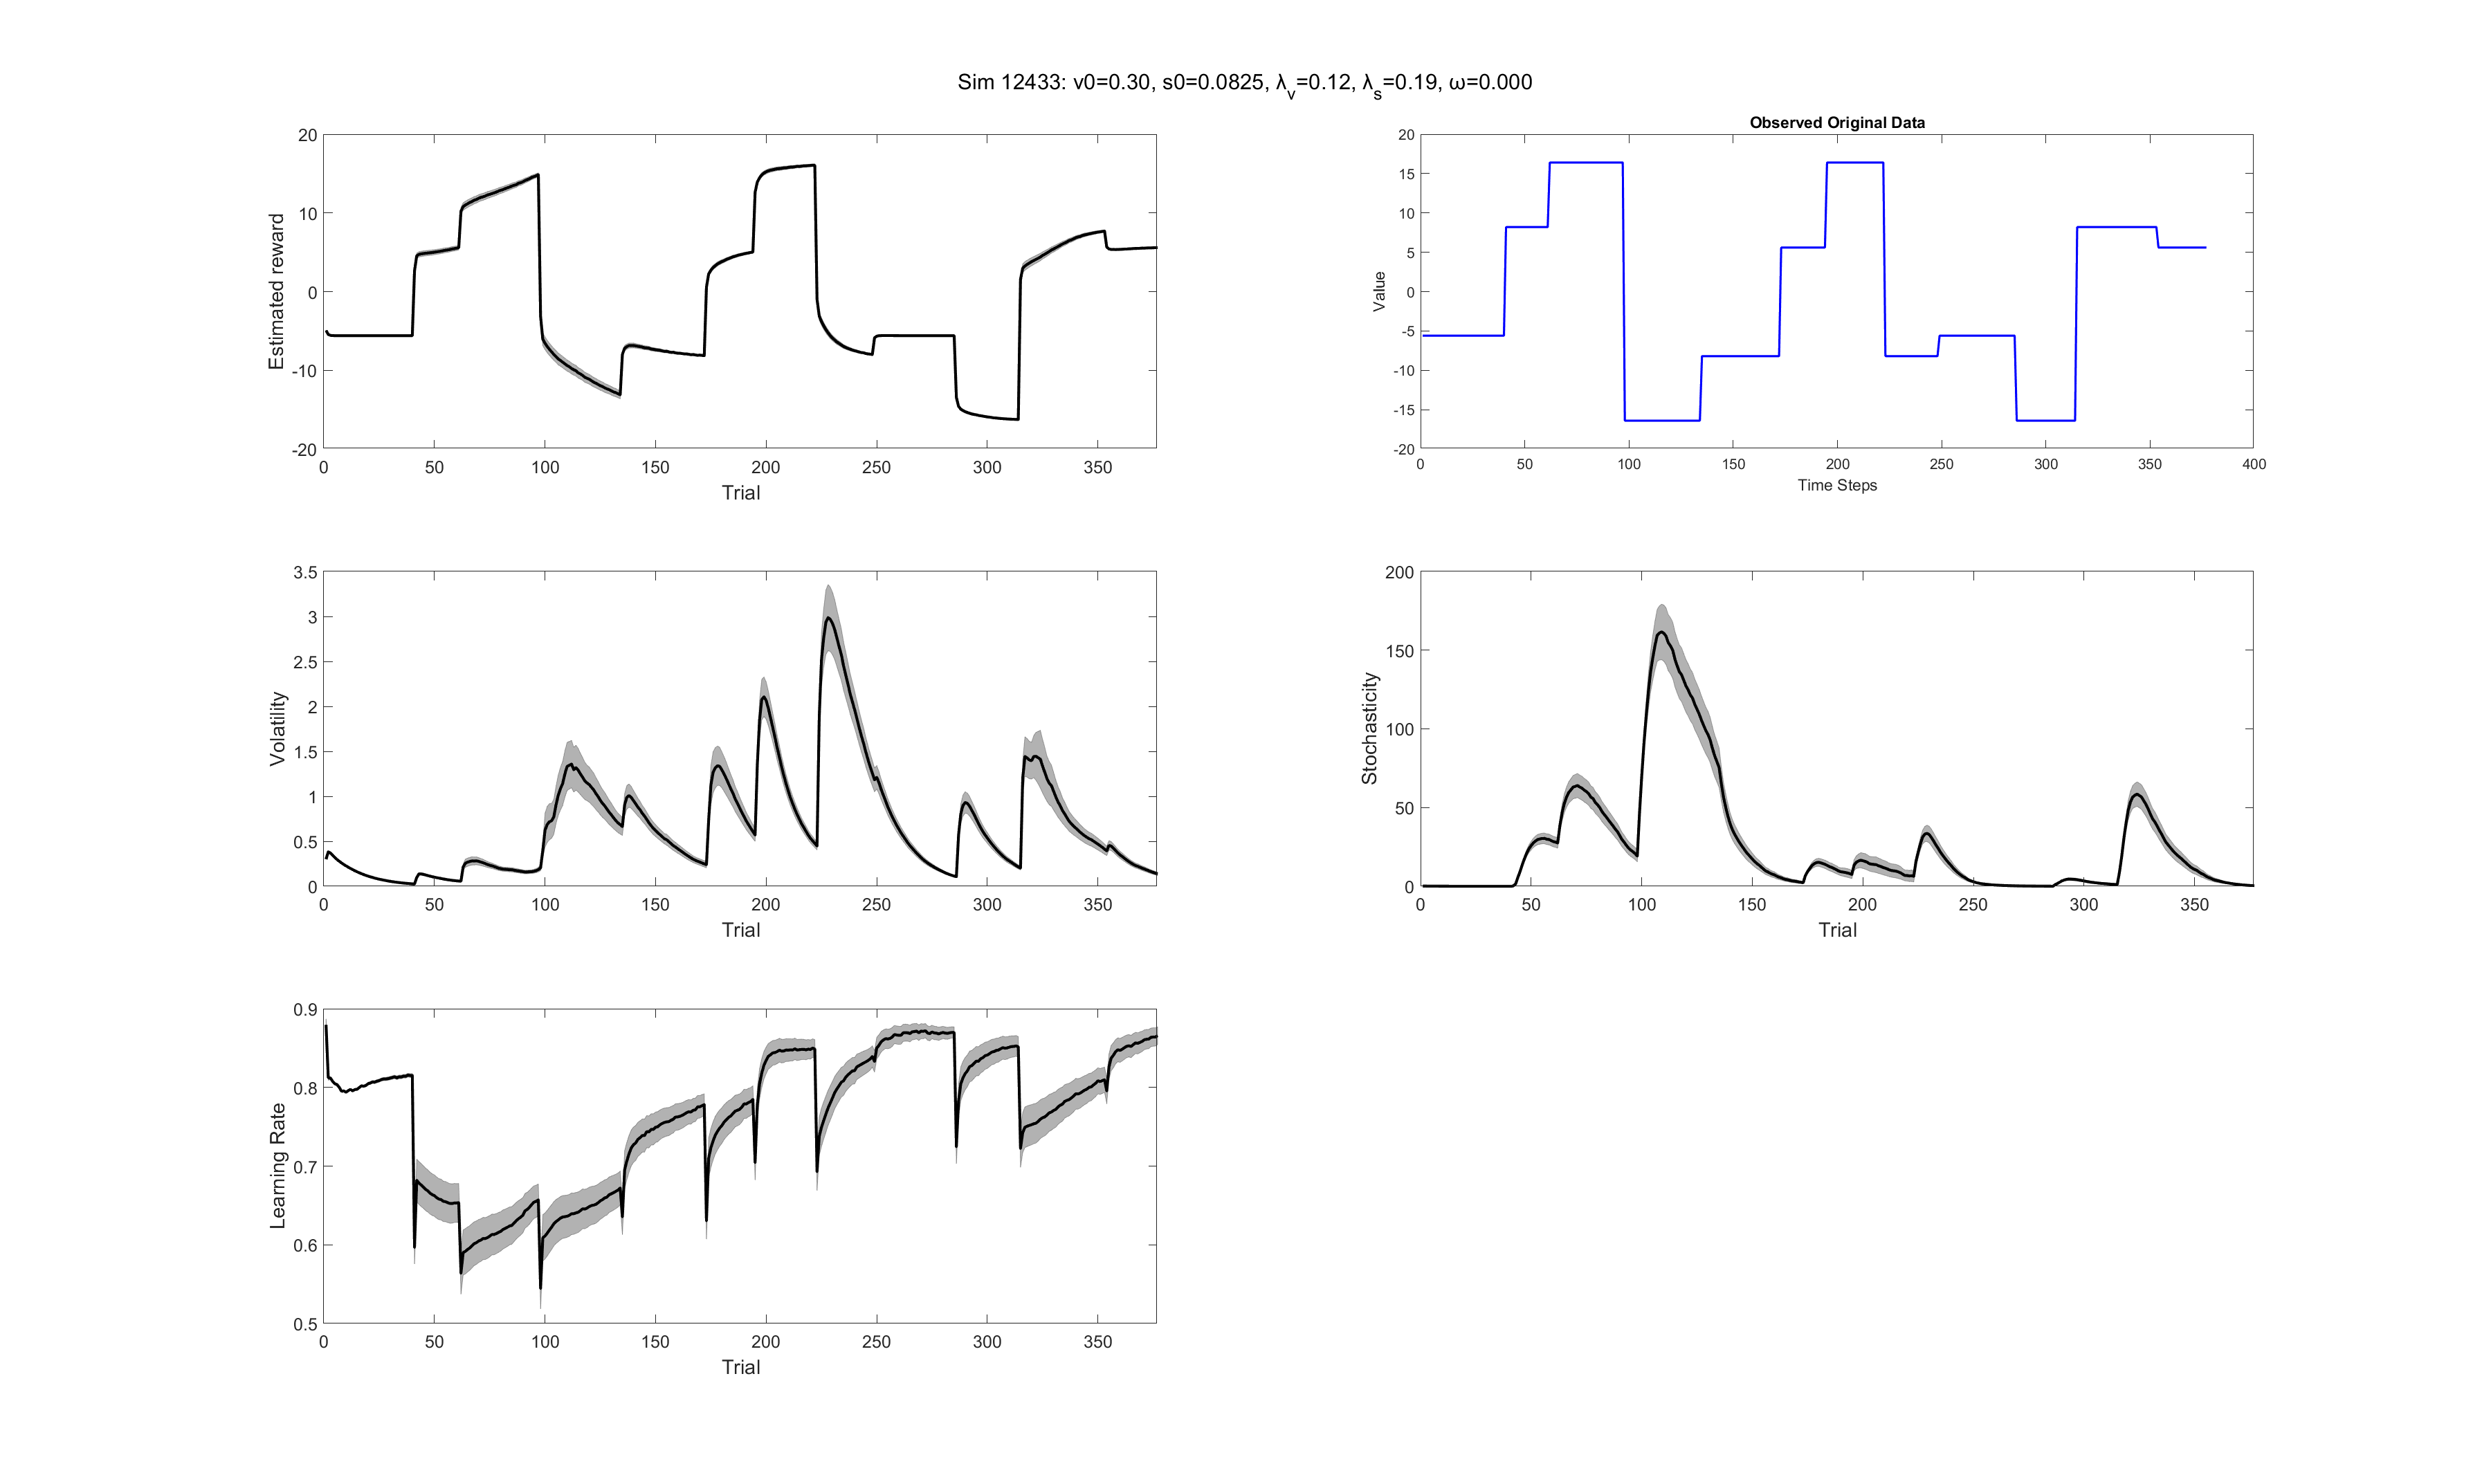 Sim 12433: v0=0.30, s0=0.0825, λv=0.12, λs=0.19, ω=0.000
20
10
0
-10
-20
Estimated reward
0 50 100 150 200 250 300 350
Trial
Observed Original Data
20
15
10
5
0
-5
-10
-15
-20
Value
0 50 100 150 200 250 300 350 400
Time Steps
3.5
3
2.5
2
1.5
1
0.5
0
Volatility
0 50 100 150 200 250 300 350
Trial
200
150
100
50
0
Stochasticity
0 50 100 150 200 250 300 350
Trial
0.9
0.8
0.7
0.6
0.5
Learning Rate
0 50 100 150 200 250 300 350
Trial